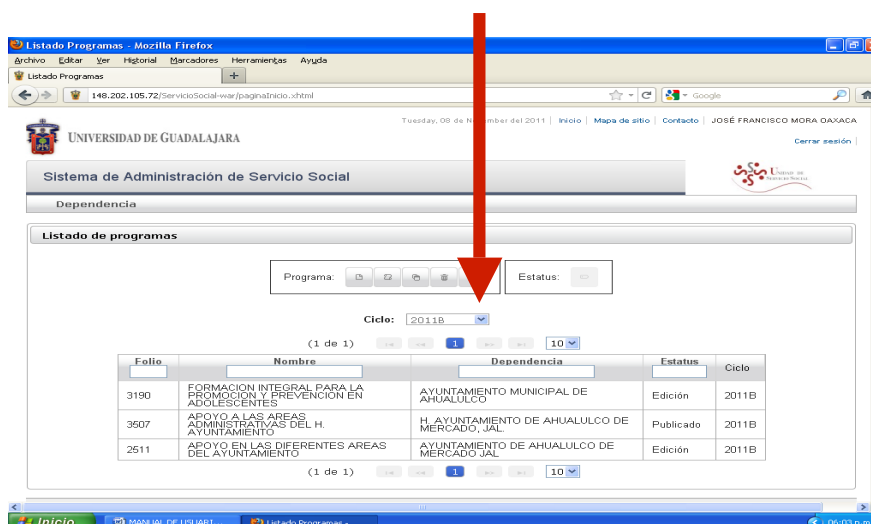 Listado Programas - Mozilla Firefox
Archivo Editar Ver Historial Marcadores Herramientas Ayuda
Listado Programas
148.202.105.72/ServicioSocial-war/paginaInicio.xhtml Google
Tuesday, 08 de November del 2011 | Inicio | Mapa de sitio | Contacto | JOSÉ FRANCISCO MORA OAXACA
UNIVERSIDAD DE GUADALAJARA
Cerrar sesión |
Sistema de Administración de Servicio Social
UNIDAD DE
SERVICIO SOCIAL
Dependencia
Listado de programas
Programa: Estatus:
Ciclo: 2011B
(1 de 1) 1 10
Folio Nombre Dependencia Estatus Ciclo
3190 FORMACION INTEGRAL PARA LA PROMOCION Y PREVENCION EN ADOLESCENTES AYUNTAMIENTO MUNICIPAL DE AHUALULCO Edición 2011B
3507 APOYO A LAS AREAS ADMINISTRATIVAS DEL H. AYUNTAMIENTO H. AYUNTAMIENTO DE AHUALULCO DE MERCADO, JAL. Publicado 2011B
2511 APOYO EN LAS DIFERENTES AREAS DEL AYUNTAMIENTO AYUNTAMIENTO DE AHUALULCO DE MERCADO JAL Edición 2011B
(1 de 1) 1 10
Inicio MANUAL DE USUARI... Listado Programas - ... 06:03 p.m.